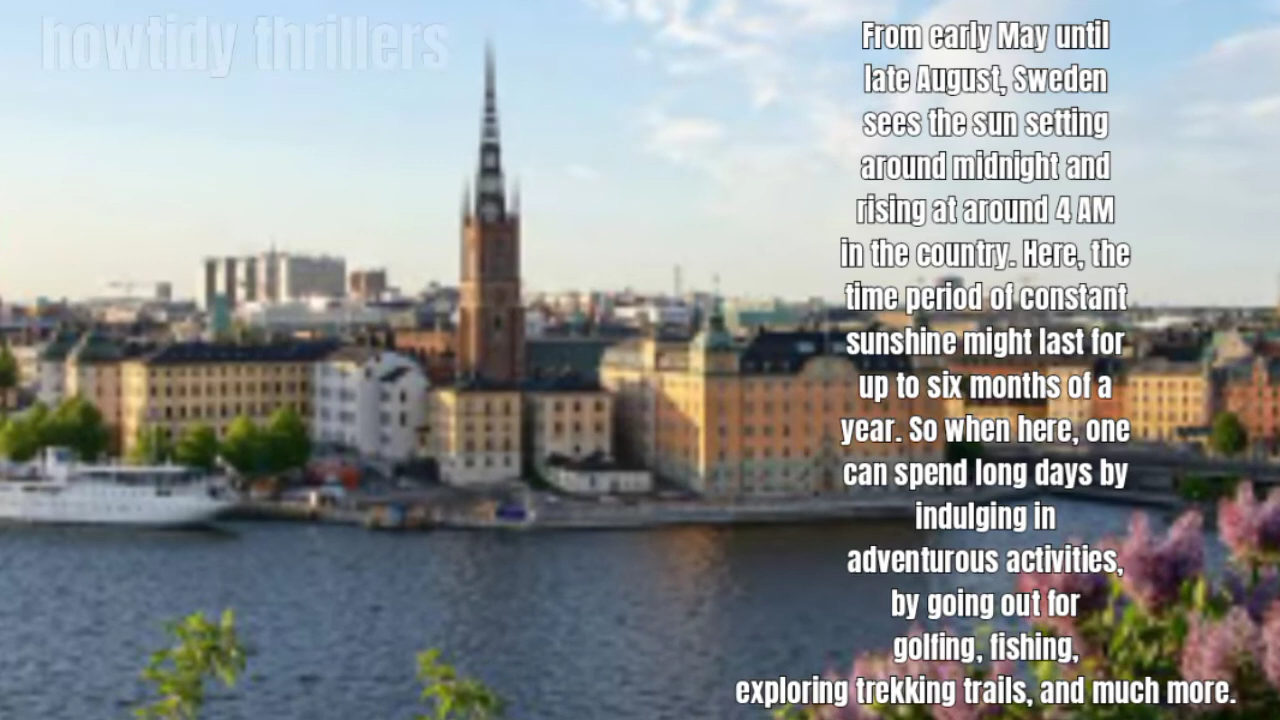 howtidy thrillers
From early May until
late August, Sweden
sees the sun setting
around midnight and
rising at around 4 AM
in the country. Here, the
time period of constant
sunshine might last for
up to six months of a
year. So when here, one
can spend long days by
indulging in
adventurous activities,
by going out for
golfing, fishing,
exploring trekking trails, and much more.